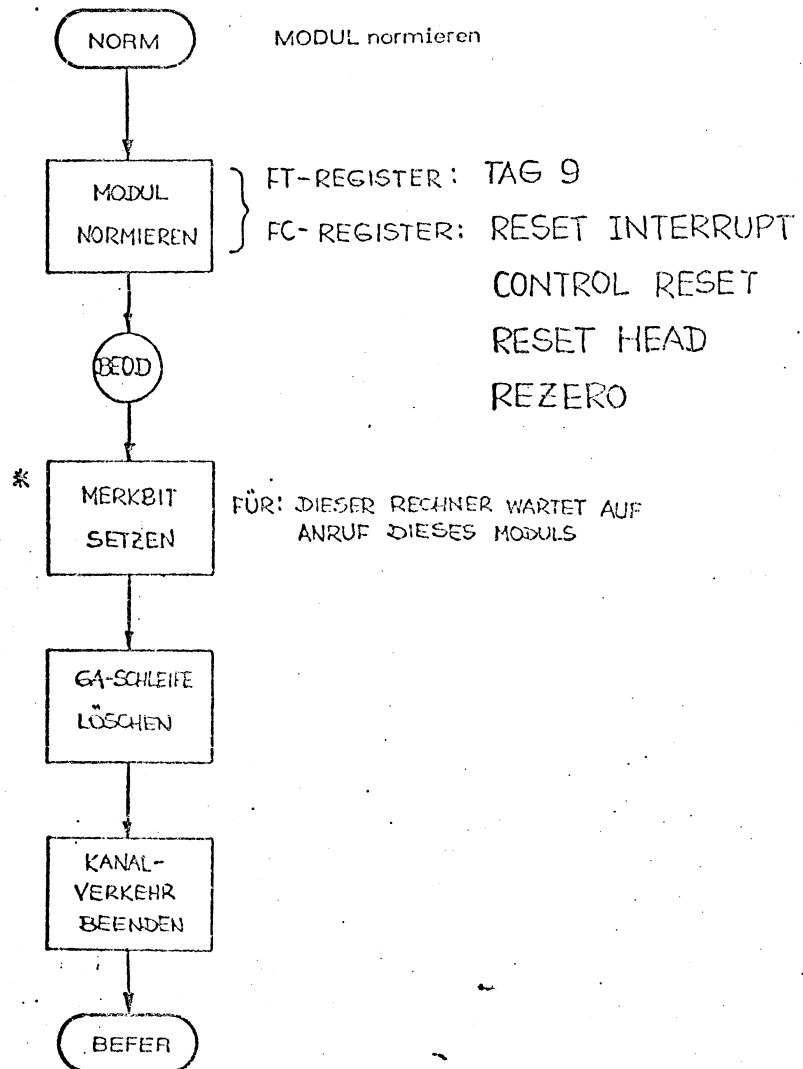 NORM
MODUL normieren
MODUL
NORMIEREN
FT-REGISTER: TAG 9
FC-REGISTER: RESET INTERRUPT
CONTROL RESET
RESET HEAD
REZERO
BEOD
*
MERKBIT
SETZEN
FÜR: DIESER RECHNER WARTET AUF
ANRUF DIESES MODULS
GA-SCHLEIFE
LÖSCHEN
KANAL-
VERKEHR
BEENDEN
BEFER